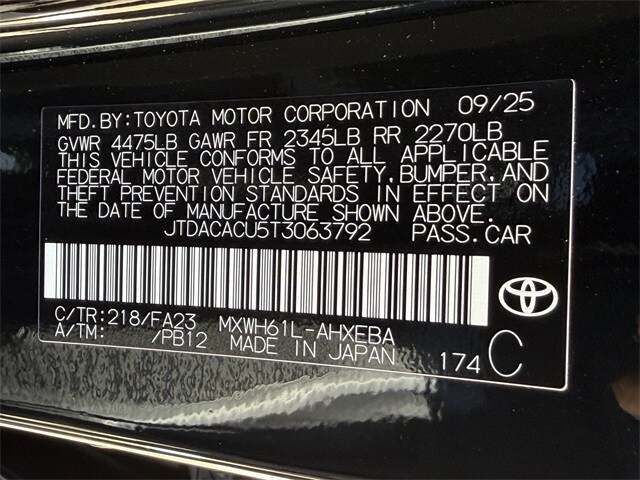 MFD.BY:TOYOTA MOTOR CORPORATION 09/25
GVWR 4475LB GAWR FR 2345LB RR 2270LB
THIS VEHICLE CONFORMS TO ALL APPLICABLE
FEDERAL MOTOR VEHICLE SAFETY,BUMPER,AND
THEFT PREVENTION STANDARDS IN EFFECT ON
THE DATE OF MANUFACTURE SHOWN ABOVE.
JTDACACU5T3063792 PASS.CAR
C/TR:218/FA23 MXWH61L-AHXEBA
A/TM: /PB12 MADE IN JAPAN 174 C